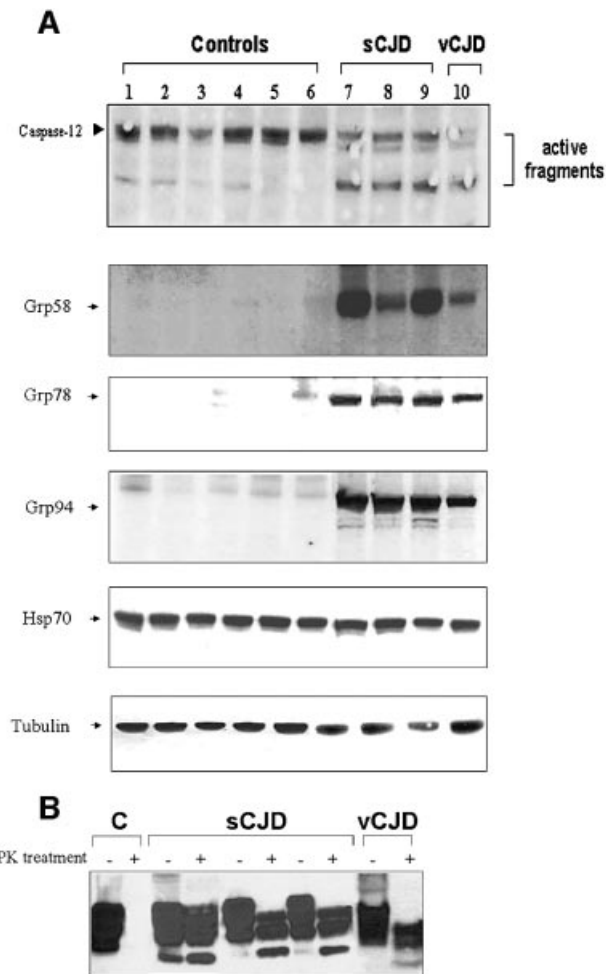 A
Controls sCJD vCJD
1 2 3 4 5 6 7 8 9 10
Caspase-12
active
fragments
Grp58
Grp78
Grp94
Hsp70
Tubulin
B
C sCJD vCJD
PK treatment - + - + - + - + - +